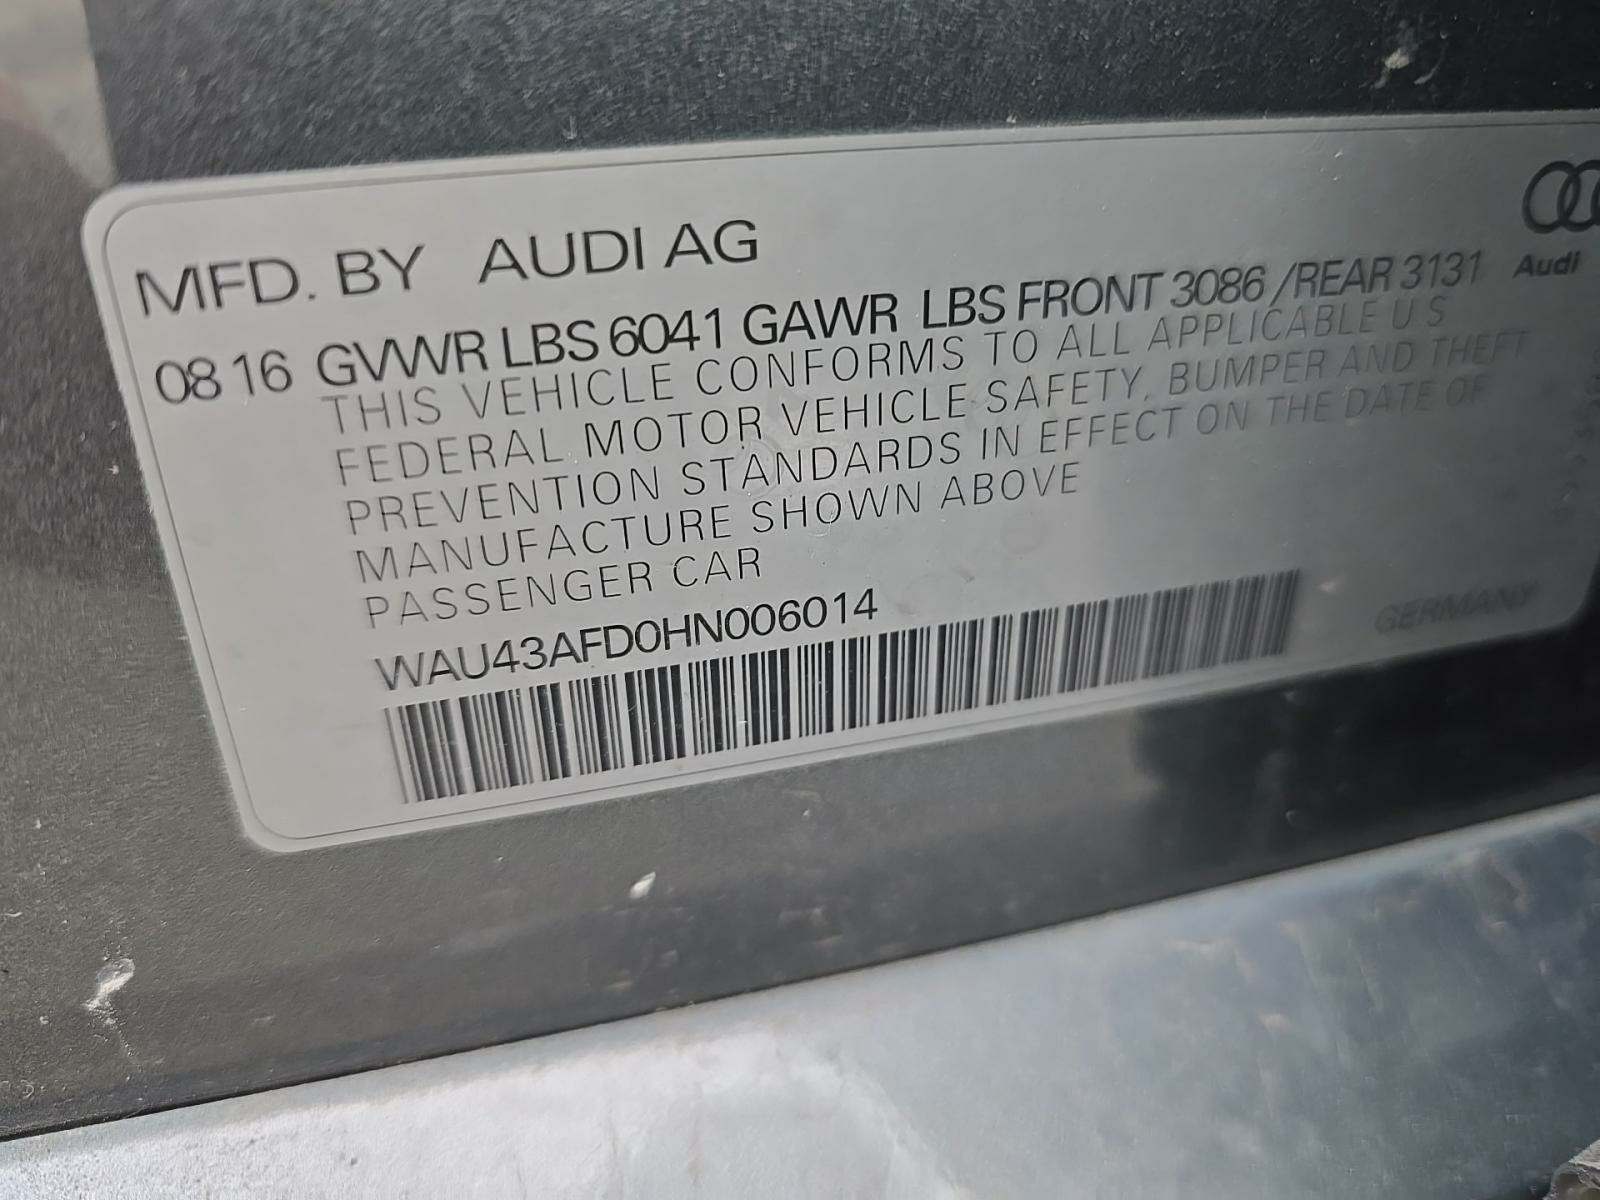 MFD. BY AUDI AG
08 16 GVWR LBS 6041 GAWR LBS FRONT 3086 /REAR 3131
Audi
THIS VEHICLE CONFORMS TO ALL APPLICABLE U S
FEDERAL MOTOR VEHICLE SAFETY, BUMPER AND THEFT
PREVENTION STANDARDS IN EFFECT ON THE DATE OF
MANUFACTURE SHOWN ABOVE
PASSENGER CAR
WAU43AFD0HN006014
GERMANY